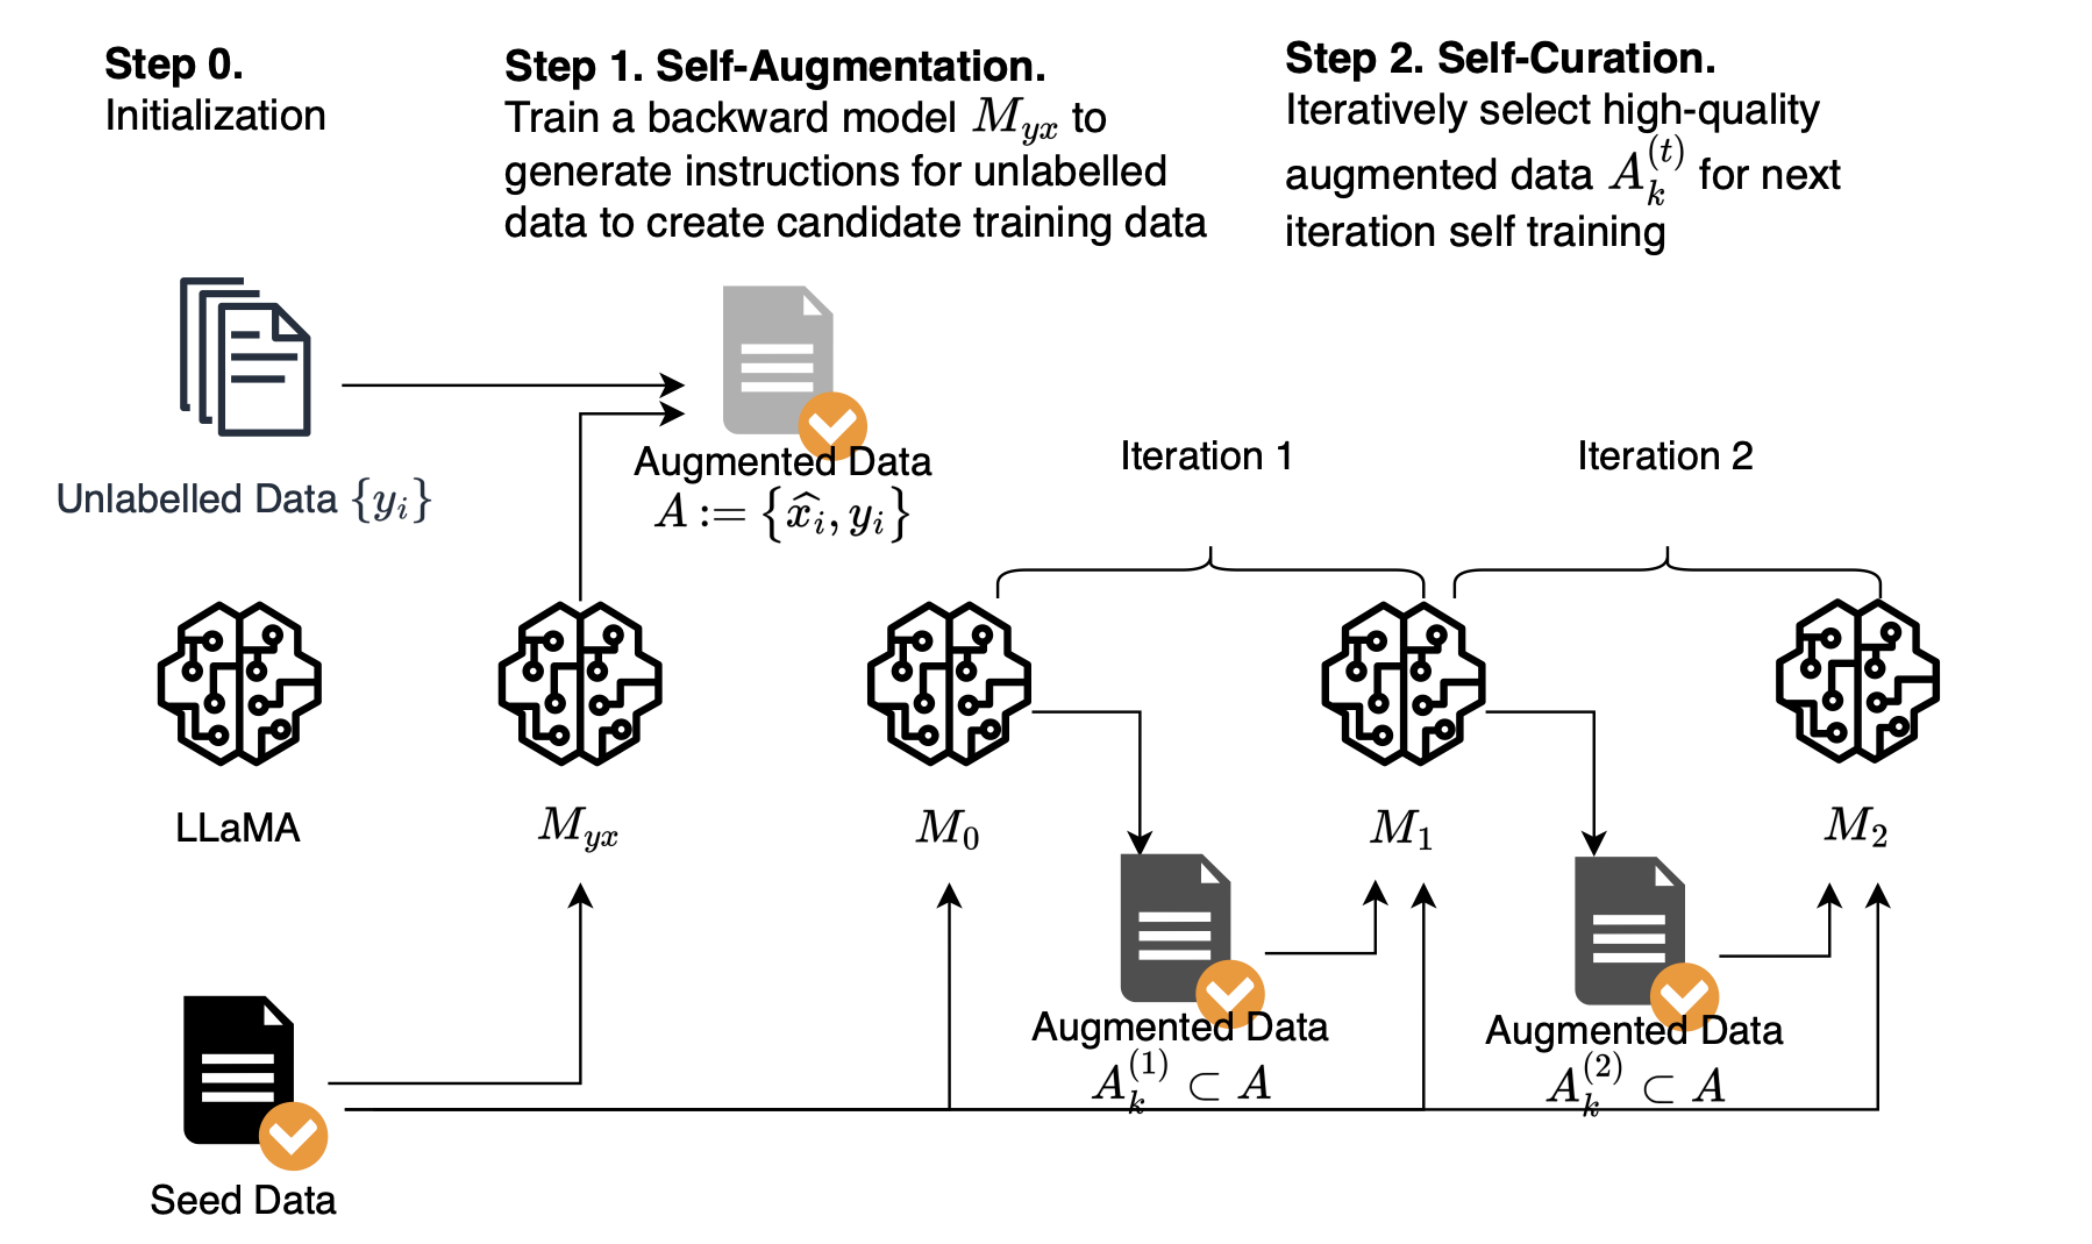 Step 0.
Initialization
Step 1. Self-Augmentation.
Train a backward model $M_{yx}$ to
generate instructions for unlabelled
data to create candidate training data
Step 2. Self-Curation.
Iteratively select high-quality
augmented data $A_k^{(t)}$ for next
iteration self training
Unlabelled Data $\{y_i\}$
Augmented Data
$A := \{\widehat{x}_i, y_i\}$
Iteration 1
Iteration 2
LLaMA
$M_{yx}$
$M_0$
$M_1$
$M_2$
Augmented Data
$A_k^{(1)} \subset A$
Augmented Data
$A_k^{(2)} \subset A$
Seed Data